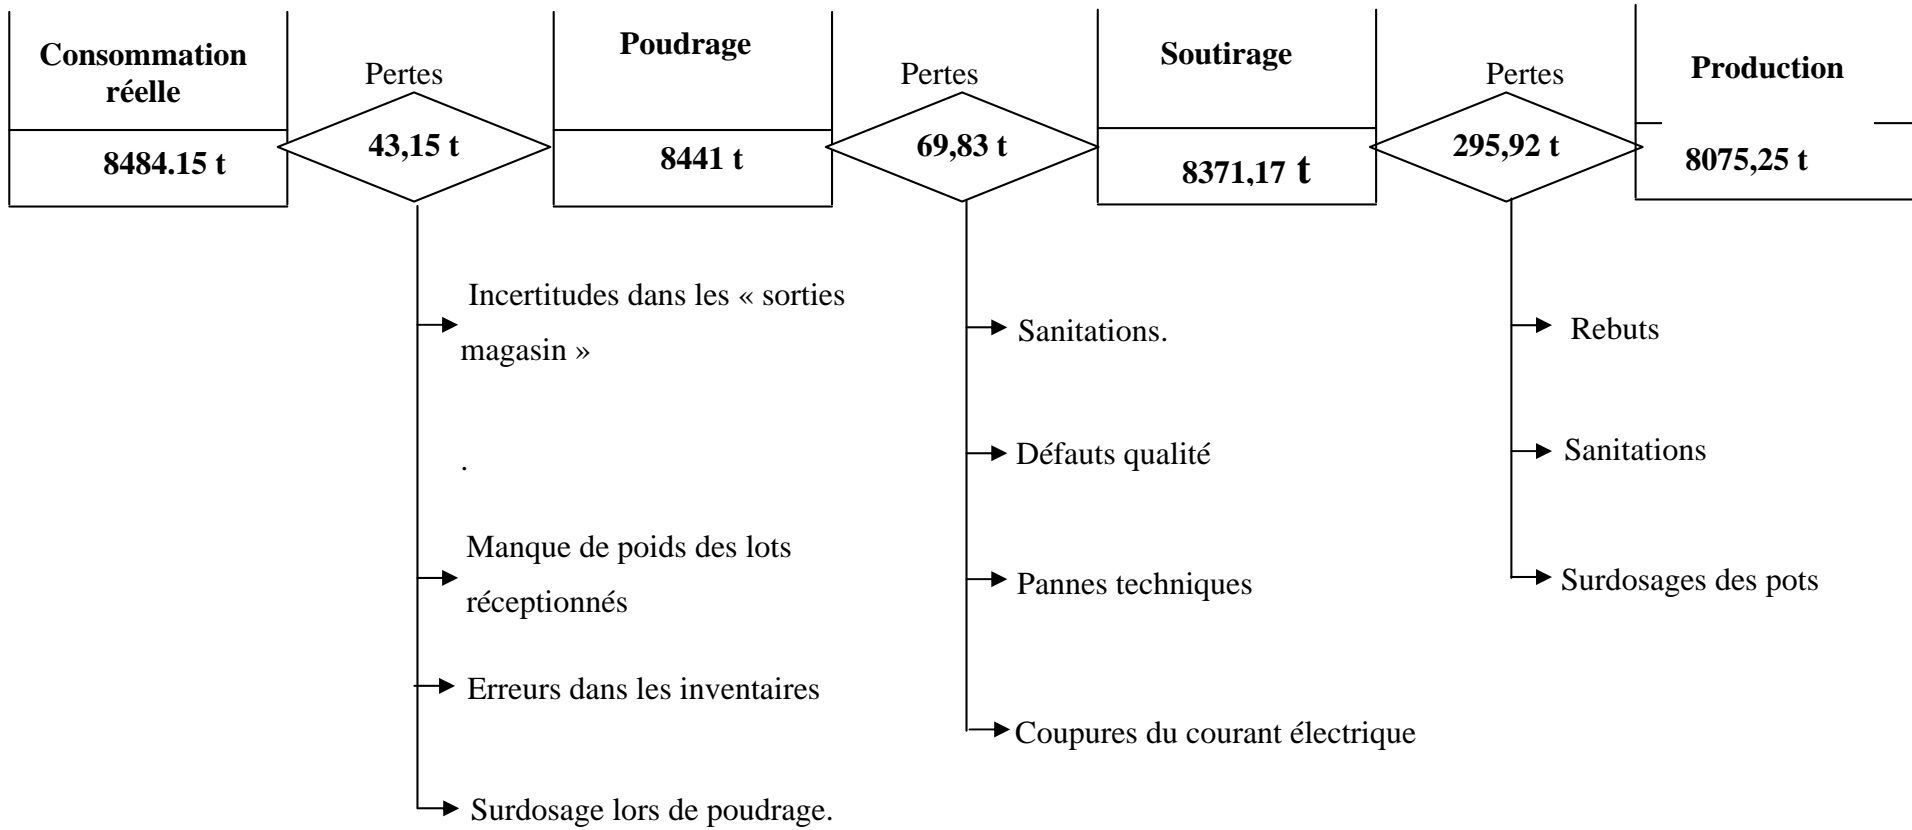 Consommation
réelle
8484.15 t
Pertes
43,15 t
Poudrage
8441 t
Pertes
69,83 t
Soutirage
8371,17 t
Pertes
295,92 t
Production
8075,25 t
Incertitudes dans les « sorties
magasin »
.
Manque de poids des lots
réceptionnés
Erreurs dans les inventaires
Surdosage lors de poudrage.
Sanitations.
Défauts qualité
Pannes techniques
Coupures du courant électrique
Rebuts
Sanitations
Surdosages des pots